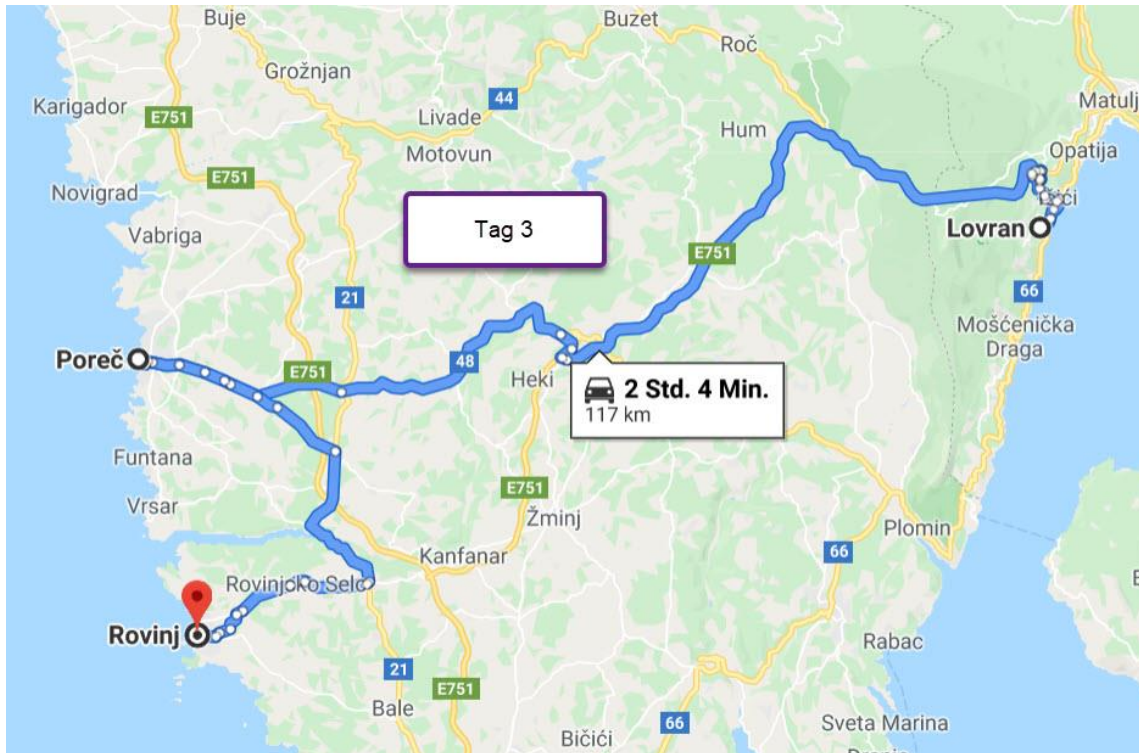 Buje
Buzet
Roč
Grožnjan
Matulj
Karigador
E751
44
Livade
Hum
Motovun
Opatija
E751
Novigrad
Ičići
Tag 3
Lovran
Vabriga
E751
21
66
Mošćenička
Draga
Poreč
E751
48
Heki
2 Std. 4 Min.
117 km
Funtana
E751
Vrsar
Žminj
Plomin
66
Kanfanar
Rovinjsko Selo
Rovinj
Rabac
21
E751
Bale
66
Sveta Marina
Bičići